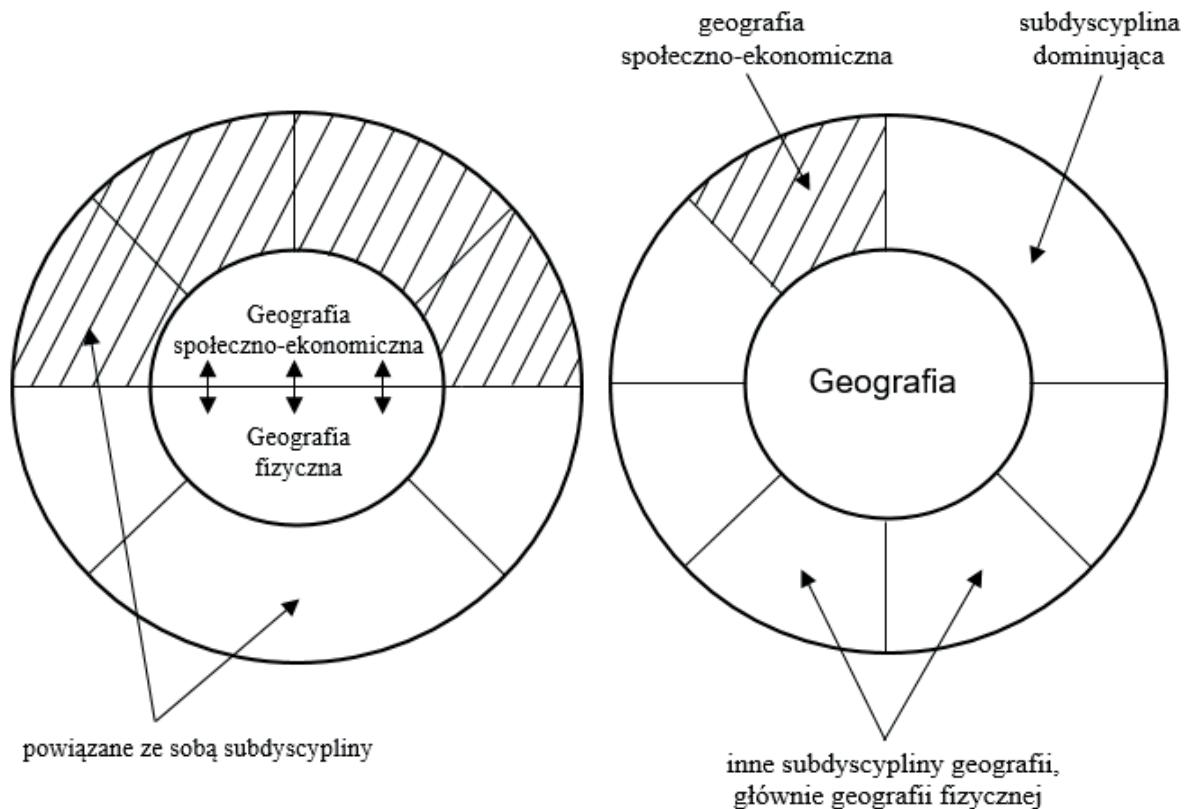 geografia
społeczno-ekonomiczna
subdyscyplina
dominująca
Geografia
społeczno-ekonomiczna
Geografia
fizyczna
Geografia
powiązane ze sobą subdyscypliny
inne subdyscypliny geografii,
głównie geografii fizycznej